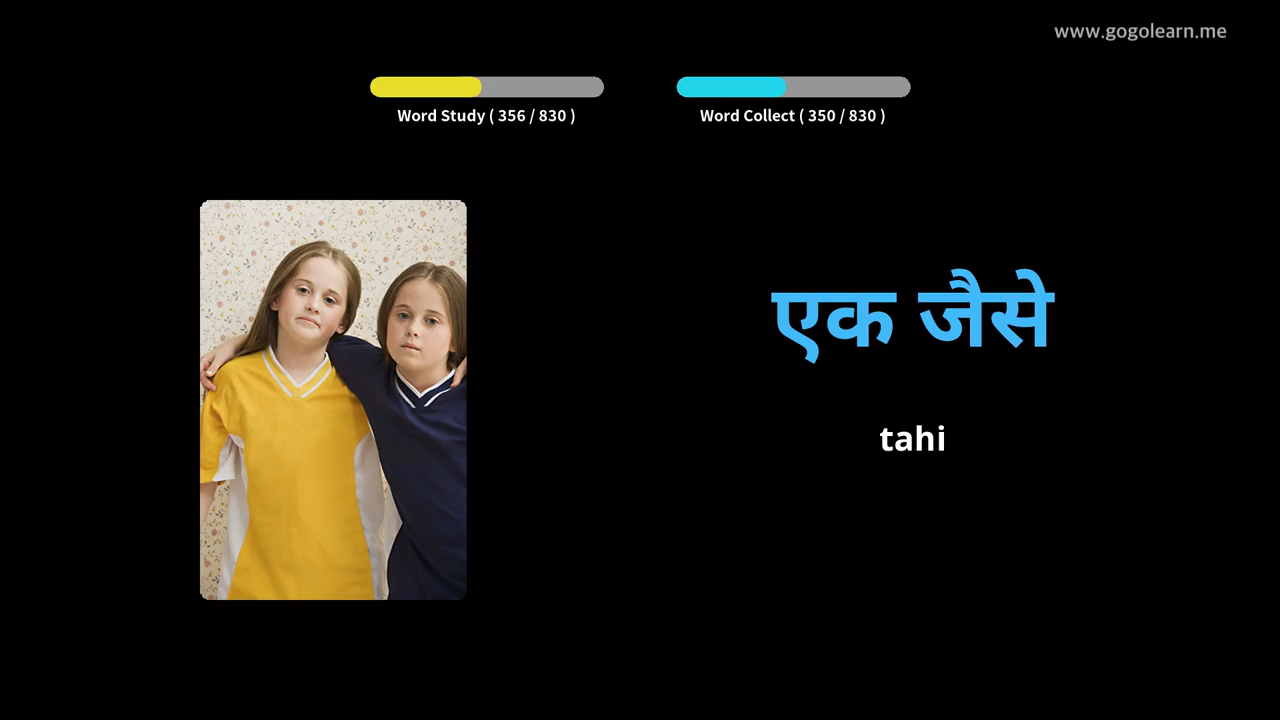 www.gogolearn.me
Word Study ( 356 / 830 )
Word Collect ( 350 / 830 )
एक जैसे
tahi